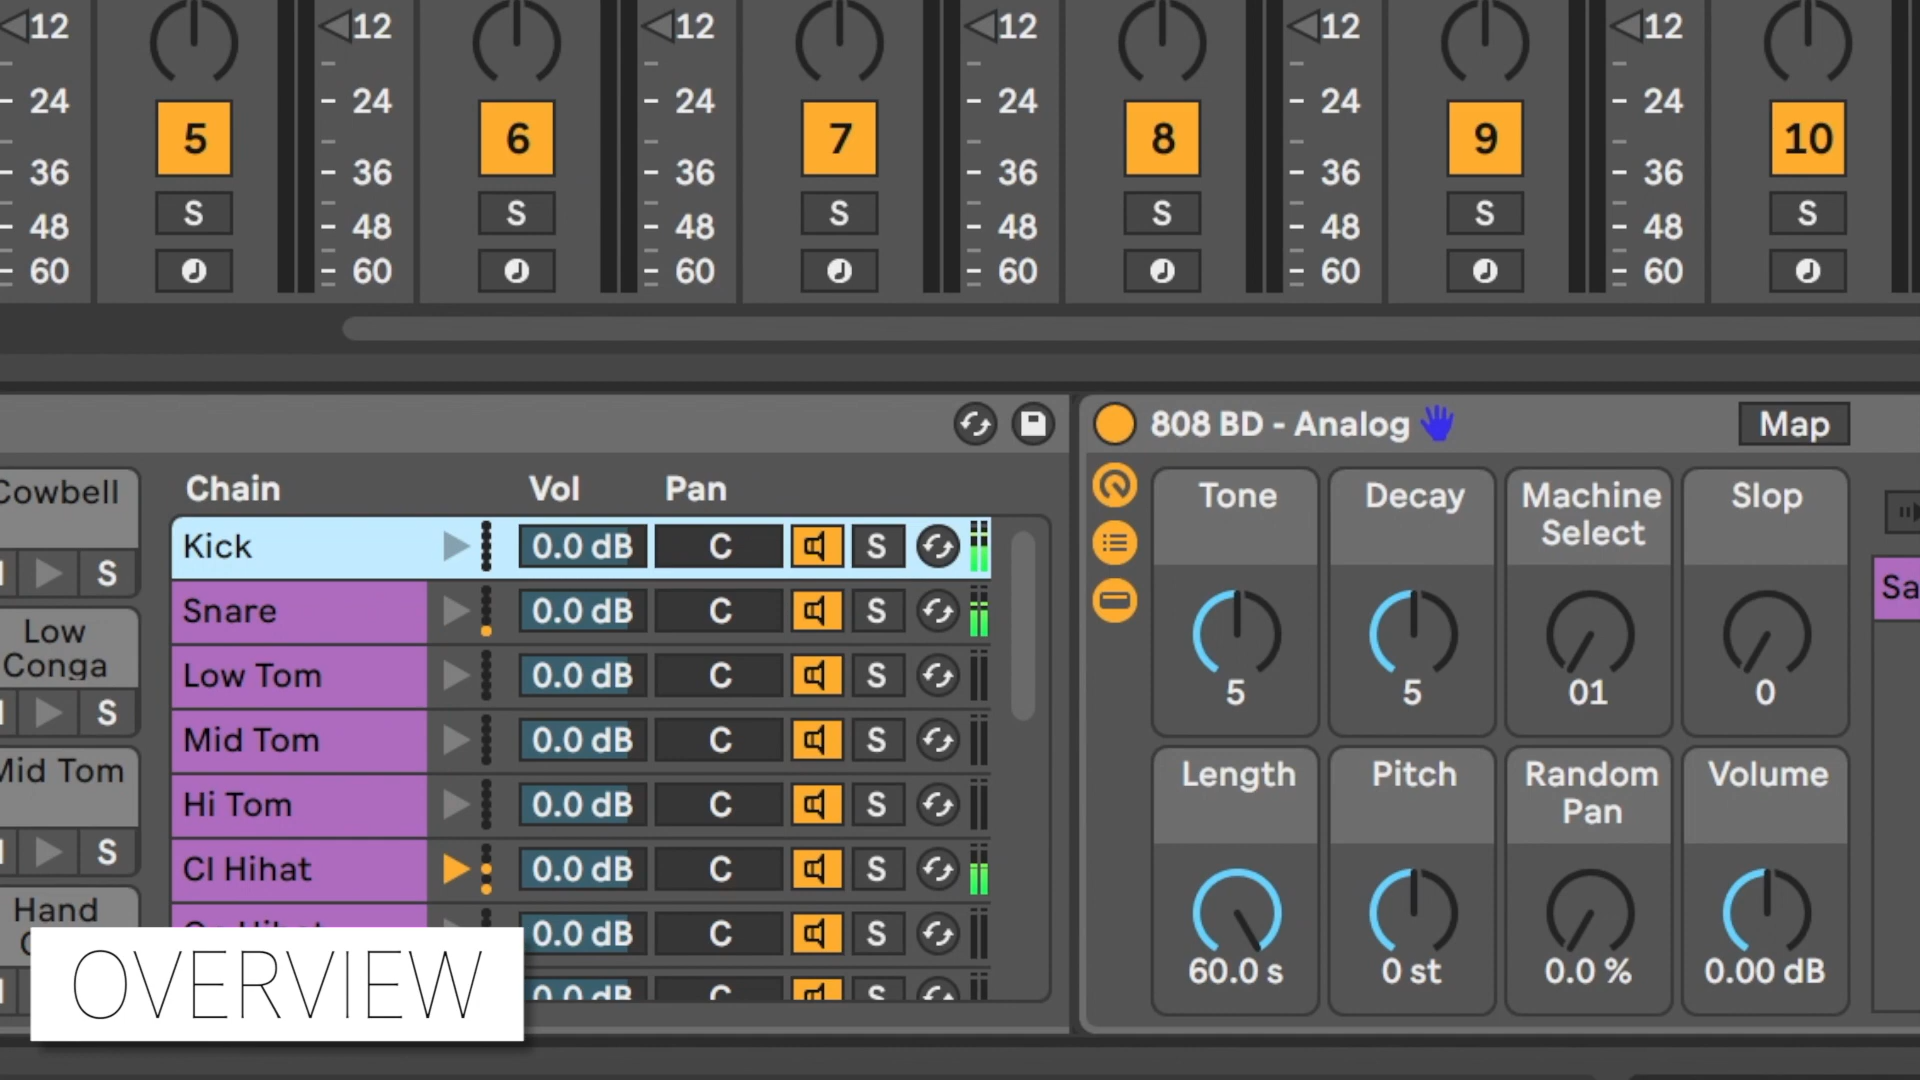 12 12 12 12 12 12
24 24 24 24 24 24
5 6 7 8 9 10
36 36 36 36 36 36
S S S S S S
48 48 48 48 48 48
60 60 60 60 60 60
808 BD - Analog Map
Cowbell
S
Low
Conga
S
Mid Tom
S
Hand
Chain Vol Pan
Kick 0.0 dB C S
Snare 0.0 dB C S
Low Tom 0.0 dB C S
Mid Tom 0.0 dB C S
Hi Tom 0.0 dB C S
Cl Hihat 0.0 dB C S
0.0 dB C S
0.0 dB C S
Tone Decay Machine
Select Slop
5 5 01 0
Length Pitch Random
Pan Volume
60.0 s 0 st 0.0 % 0.00 dB
Sa
OVERVIEW